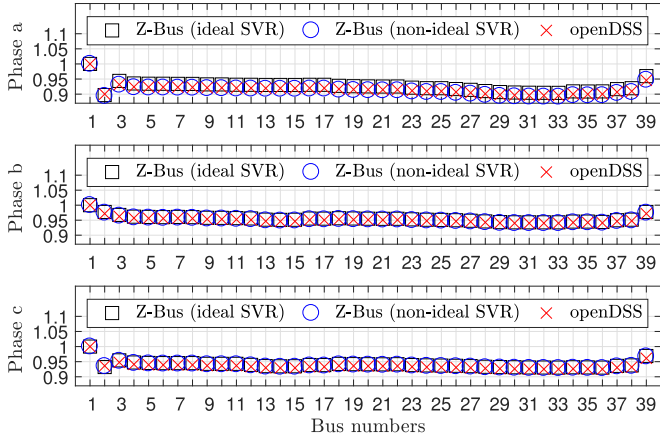 Z-Bus (ideal SVR) Z-Bus (non-ideal SVR) openDSS
Phase a
1.1
1.05
1
0.95
0.9
1 3 5 7 9 11 13 15 17 19 21 23 25 27 29 31 33 35 37 39
Z-Bus (ideal SVR) Z-Bus (non-ideal SVR) openDSS
Phase b
1.1
1.05
1
0.95
0.9
1 3 5 7 9 11 13 15 17 19 21 23 25 27 29 31 33 35 37 39
Z-Bus (ideal SVR) Z-Bus (non-ideal SVR) openDSS
Phase c
1.1
1.05
1
0.95
0.9
1 3 5 7 9 11 13 15 17 19 21 23 25 27 29 31 33 35 37 39
Bus numbers